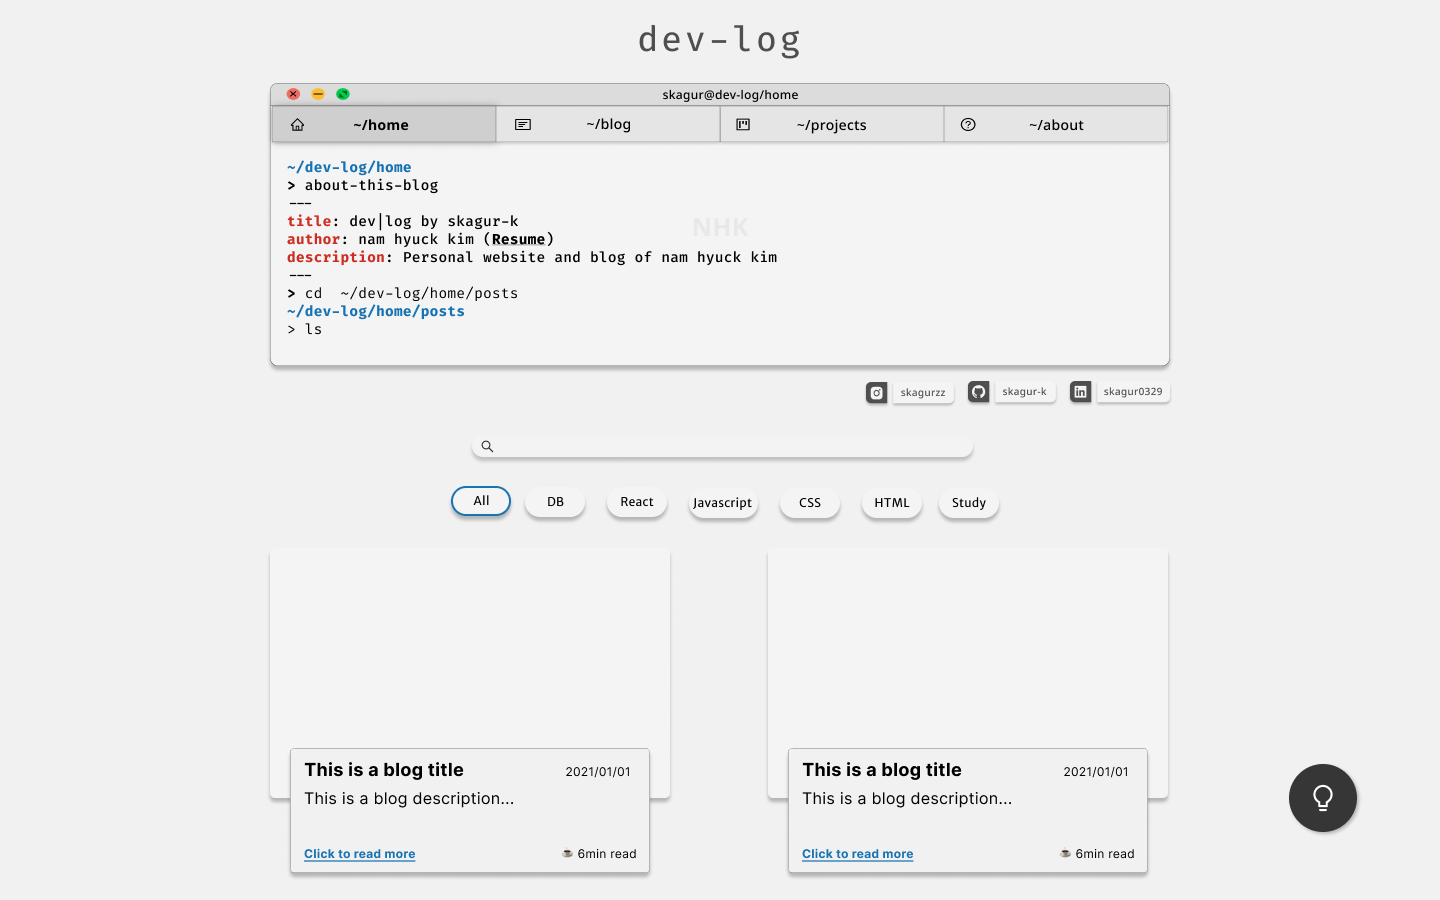 dev-log
skagur@dev-log/home
~/home
~/blog
~/projects
~/about
~/dev-log/home
> about-this-blog
---
title: dev|log by skagur-k
NHK
author: nam hyuck kim (Resume)
description: Personal website and blog of nam hyuck kim
---
> cd  ~/dev-log/home/posts
~/dev-log/home/posts
> ls
skagurzz
skagur-k
skagur0329
All
DB
React
Javascript
CSS
HTML
Study
This is a blog title
2021/01/01
This is a blog description...
Click to read more
☕ 6min read
This is a blog title
2021/01/01
This is a blog description...
Click to read more
☕ 6min read